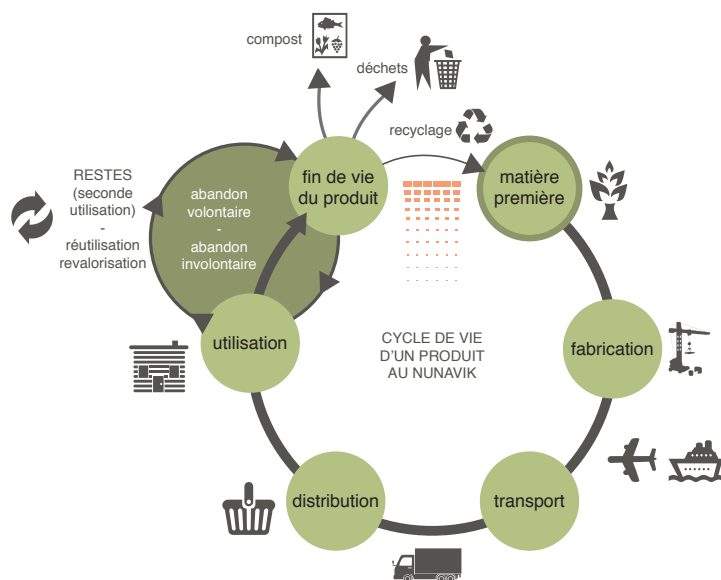 compost
déchets
recyclage
RESTES
(seconde
utilisation)
-
réutilisation
revalorisation
abandon
volontaire
-
abandon
involontaire
fin de vie
du produit
matière
première
utilisation
CYCLE DE VIE
D'UN PRODUIT
AU NUNAVIK
fabrication
distribution
transport